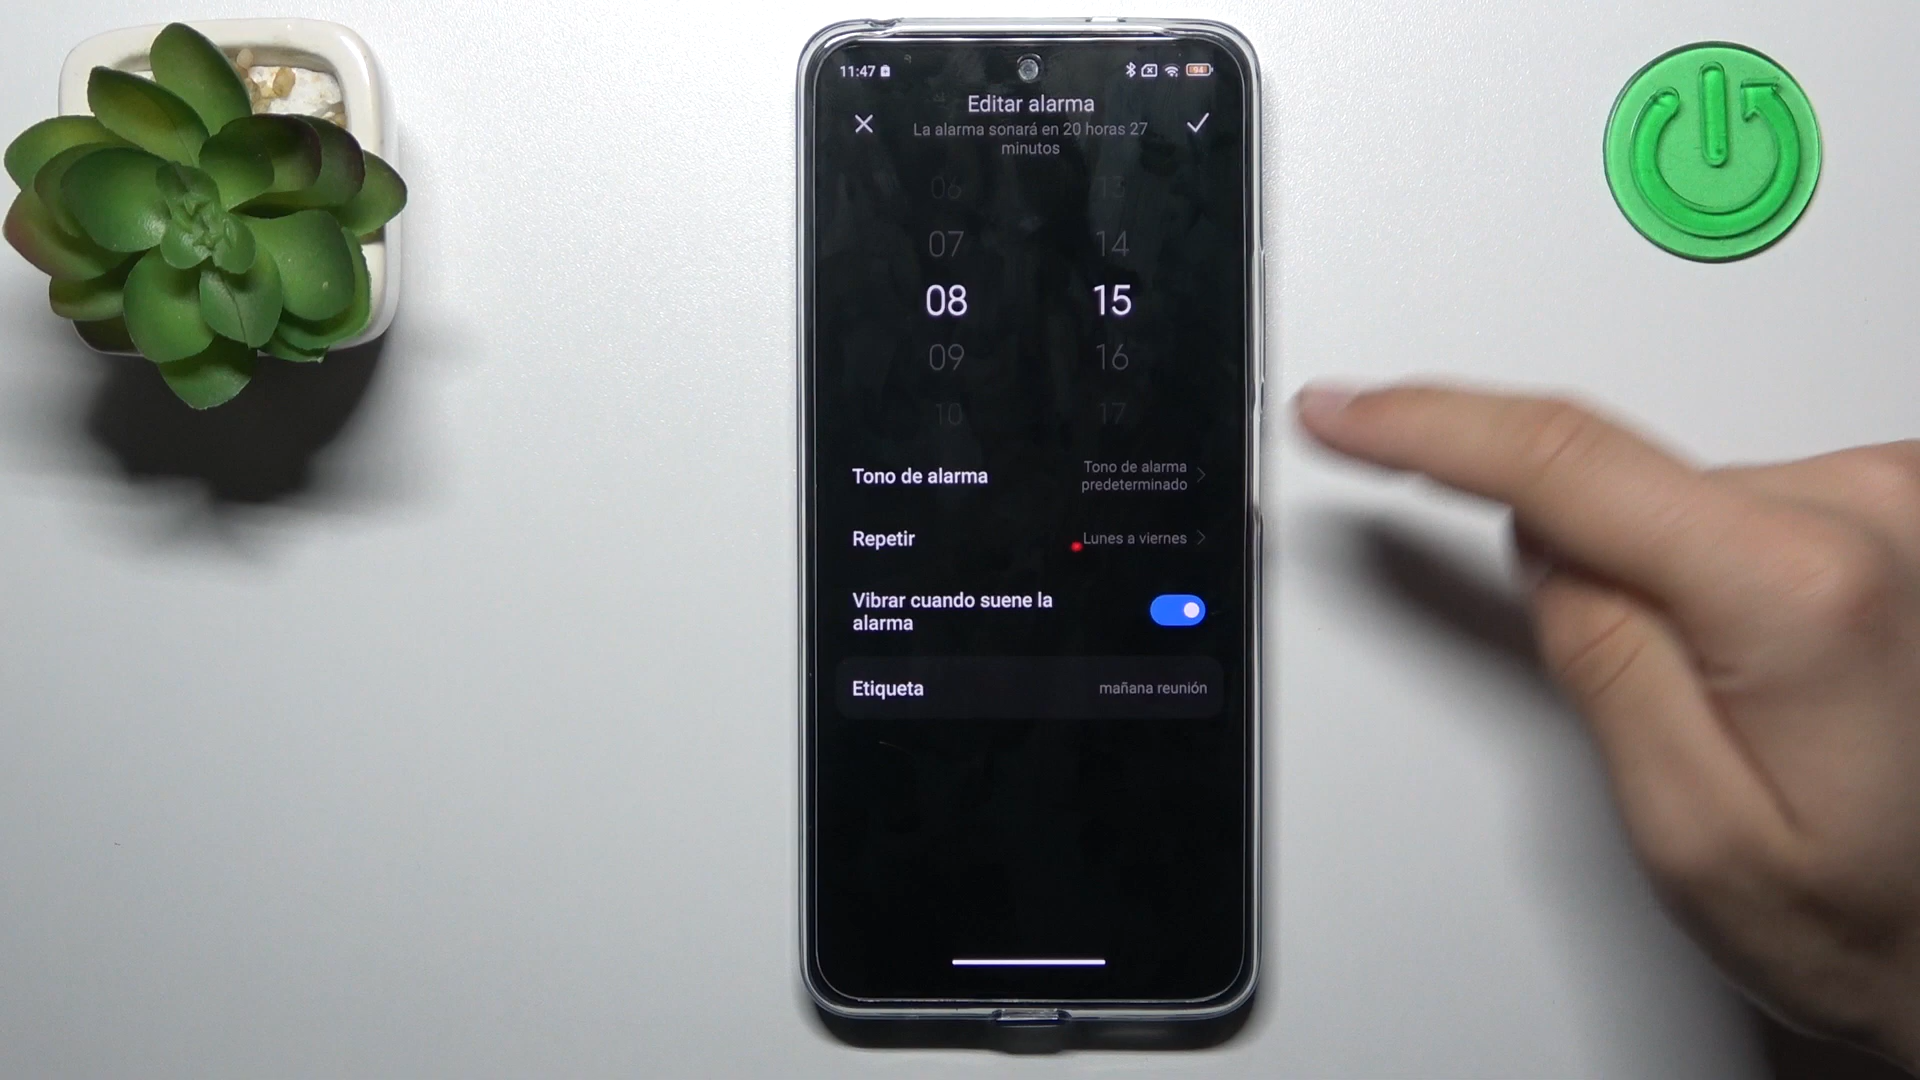 11:47
94
Editar alarma
La alarma sonará en 20 horas 27
minutos
06 13
07 14
08 15
09 16
10 17
Tono de alarma
Tono de alarma
predeterminado
Repetir
Lunes a viernes
Vibrar cuando suene la
alarma
Etiqueta
mañana reunión